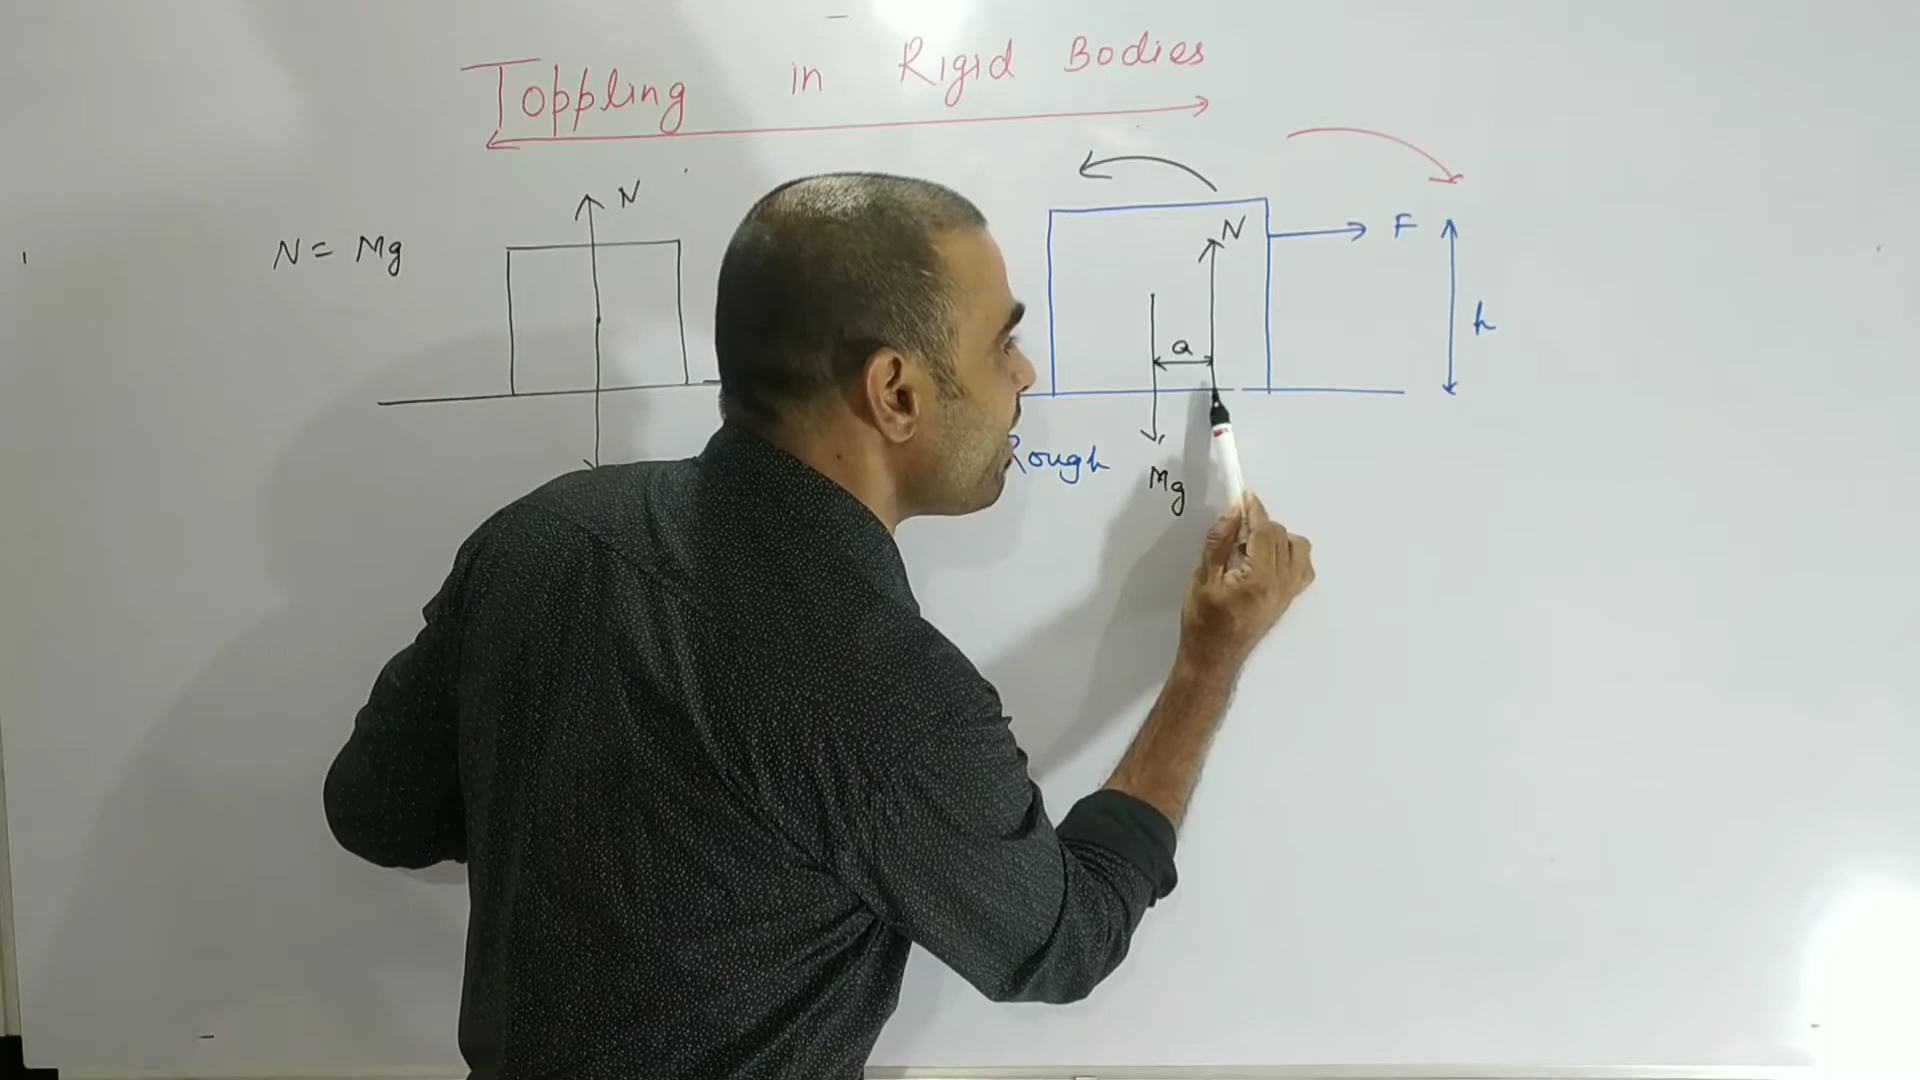 Toppling in Rigid Bodies
N
N = Mg
N
F
h
a
Rough
Mg